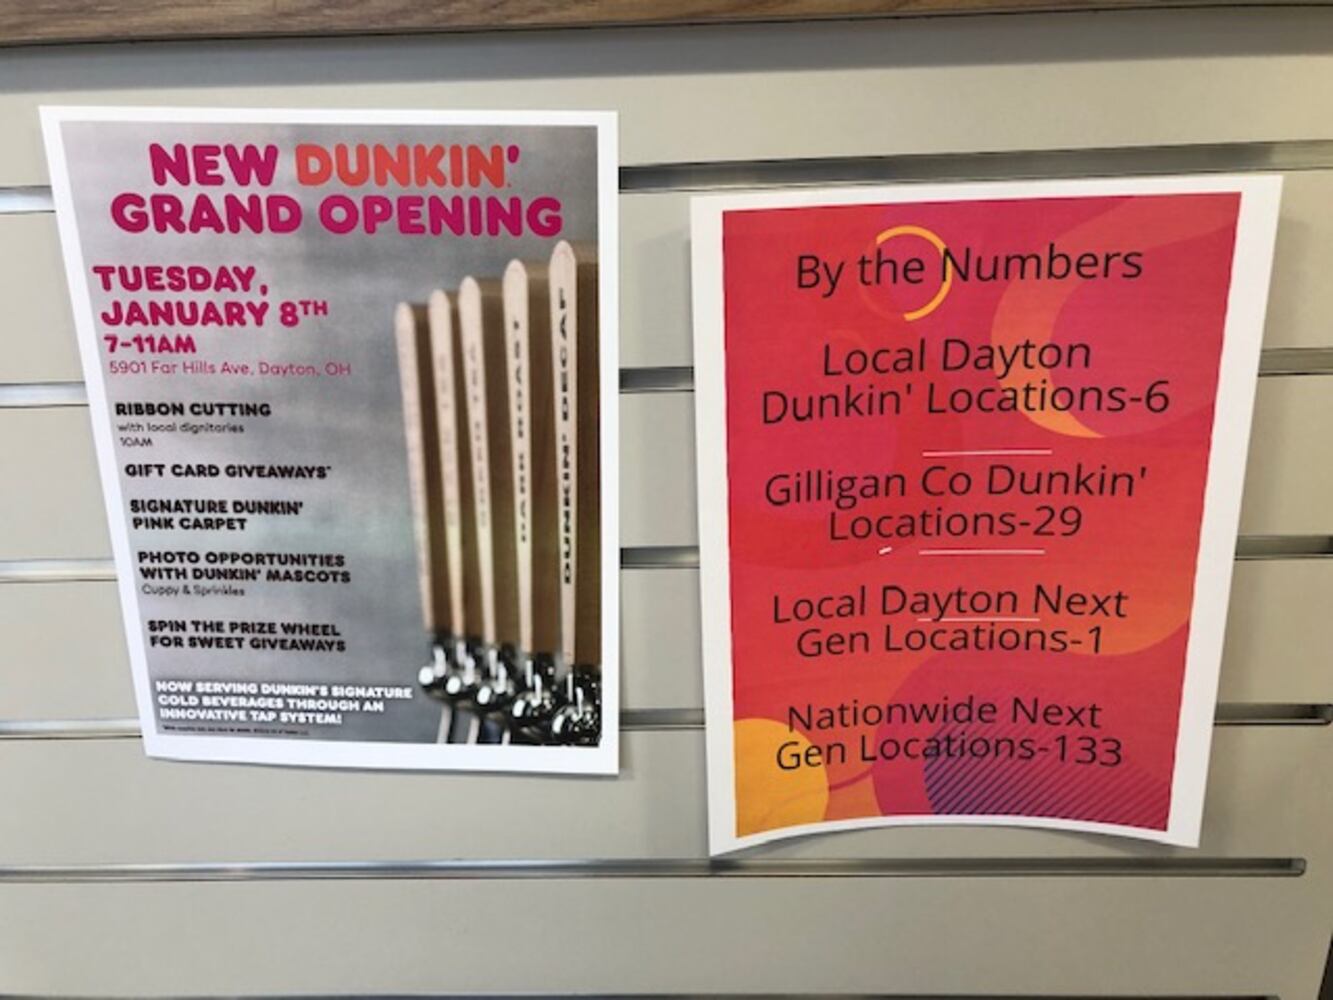 NEW DUNKIN'
GRAND OPENING
TUESDAY,
JANUARY 8TH
7-11AM
5901 Far Hills Ave, Dayton, OH
RIBBON CUTTING
with local dignitaries
10AM
GIFT CARD GIVEAWAYS*
SIGNATURE DUNKIN'
PINK CARPET
PHOTO OPPORTUNITIES
WITH DUNKIN' MASCOTS
Cuppy & Sprinkles
SPIN THE PRIZE WHEEL
FOR SWEET GIVEAWAYS
NOW SERVING DUNKIN'S SIGNATURE
COLD BEVERAGES THROUGH AN
INNOVATIVE TAP SYSTEM!
DARK ROAST
DUNKIN' DECAF
By the Numbers
Local Dayton
Dunkin' Locations-6
Gilligan Co Dunkin'
Locations-29
Local Dayton Next
Gen Locations-1
Nationwide Next
Gen Locations-133